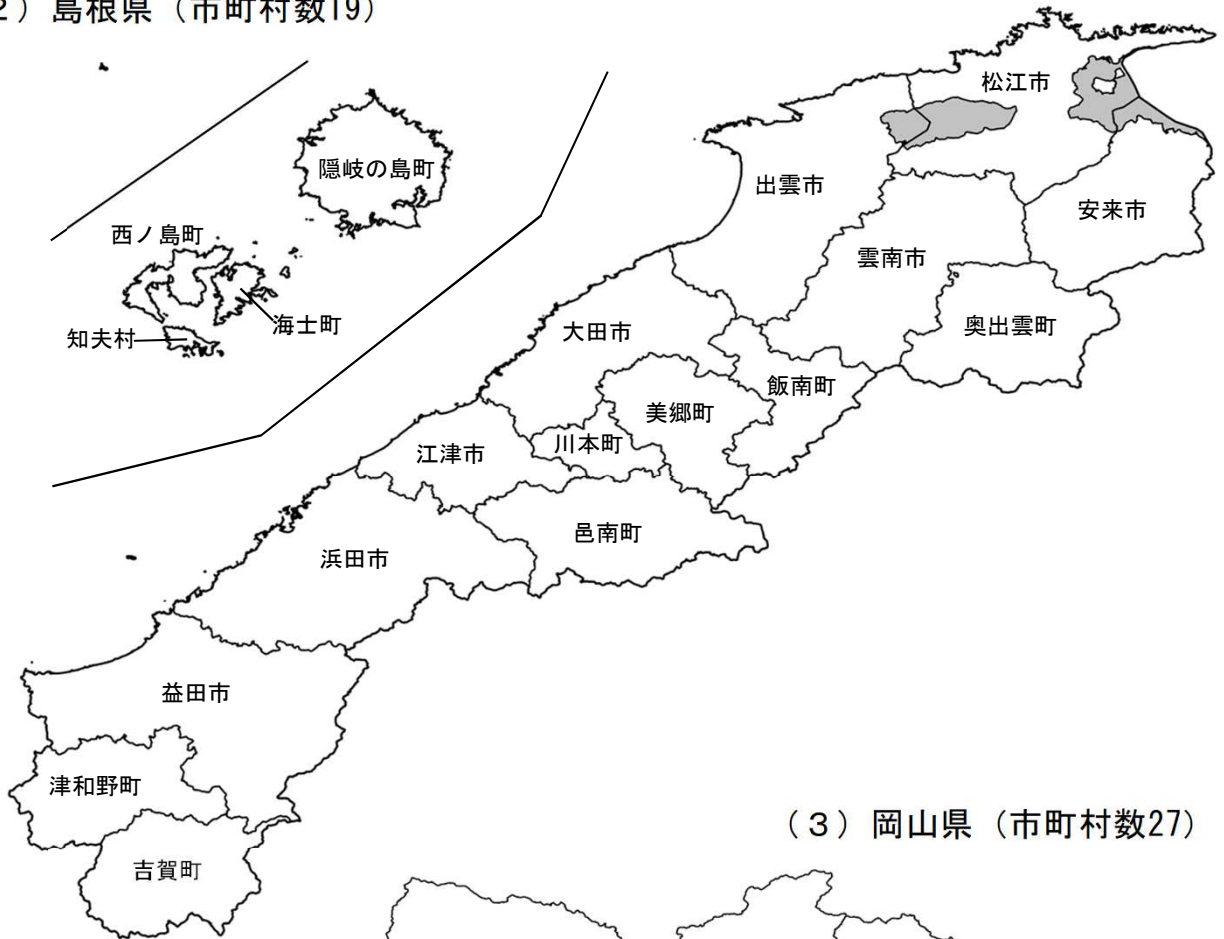 ２）島根県（市町村数19）
松江市
隠岐の島町
出雲市
安来市
西ノ島町
雲南市
海士町
奥出雲町
知夫村
大田市
飯南町
美郷町
川本町
江津市
邑南町
浜田市
益田市
津和野町
（３）岡山県（市町村数27）
吉賀町